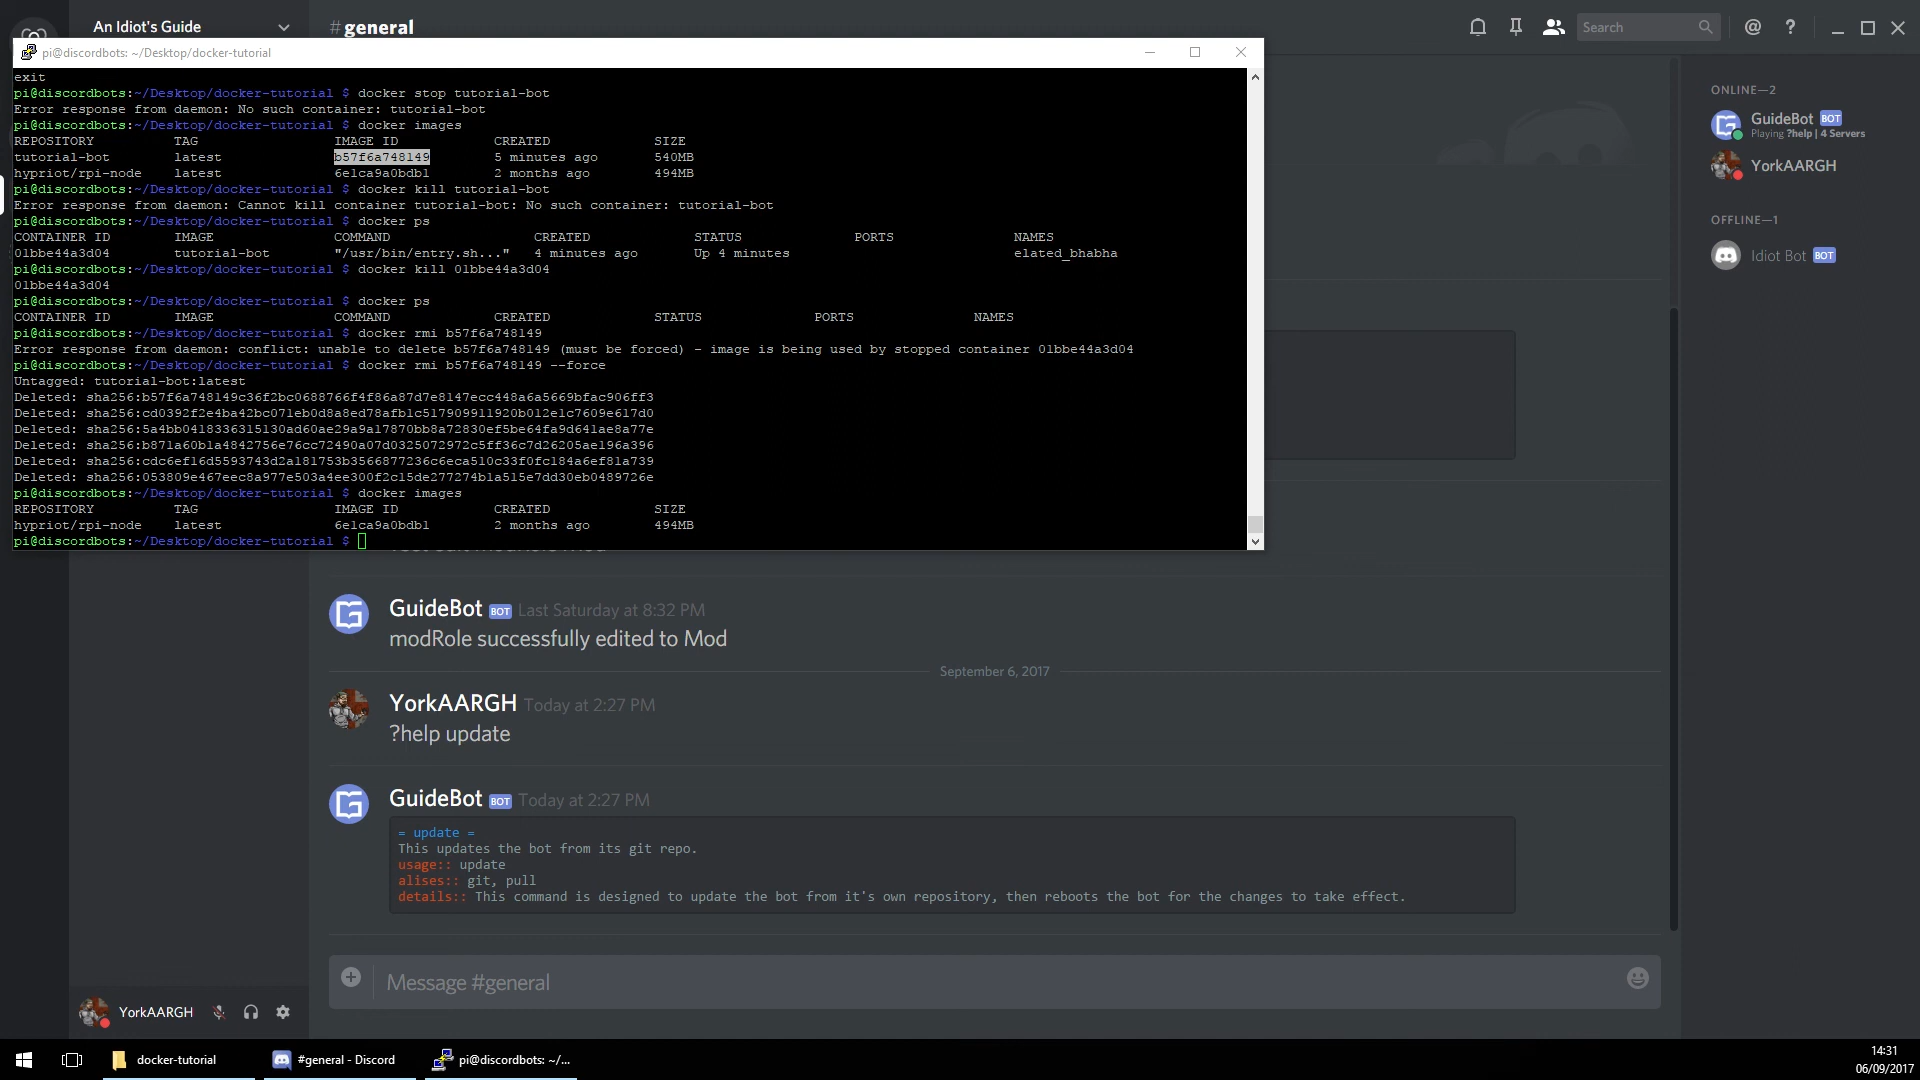 An Idiot's Guide
#general
Search
pi@discordbots: ~/Desktop/docker-tutorial
exit
pi@discordbots:~/Desktop/docker-tutorial $ docker stop tutorial-bot
Error response from daemon: No such container: tutorial-bot
pi@discordbots:~/Desktop/docker-tutorial $ docker images
REPOSITORY TAG IMAGE ID CREATED SIZE
tutorial-bot latest b57f6a748149 5 minutes ago 540MB
hypriot/rpi-node latest 6e1ca9a0bdb1 2 months ago 494MB
pi@discordbots:~/Desktop/docker-tutorial $ docker kill tutorial-bot
Error response from daemon: Cannot kill container tutorial-bot: No such container: tutorial-bot
pi@discordbots:~/Desktop/docker-tutorial $ docker ps
CONTAINER ID IMAGE COMMAND CREATED STATUS PORTS NAMES
01bbe44a3d04 tutorial-bot "/usr/bin/entry.sh..." 4 minutes ago Up 4 minutes elated_bhabha
pi@discordbots:~/Desktop/docker-tutorial $ docker kill 01bbe44a3d04
01bbe44a3d04
pi@discordbots:~/Desktop/docker-tutorial $ docker ps
CONTAINER ID IMAGE COMMAND CREATED STATUS PORTS NAMES
pi@discordbots:~/Desktop/docker-tutorial $ docker rmi b57f6a748149
Error response from daemon: conflict: unable to delete b57f6a748149 (must be forced) - image is being used by stopped container 01bbe44a3d04
pi@discordbots:~/Desktop/docker-tutorial $ docker rmi b57f6a748149 --force
Untagged: tutorial-bot:latest
Deleted: sha256:b57f6a748149c36f2bc0688766f4f86a87d7e8147ecc448a6a5669bfac906ff3
Deleted: sha256:cd0392f2e4ba42bc071eb0d8a8ed78afb1c517909911920b012e1c7609e617d0
Deleted: sha256:5a4bb0418336315130ad60ae29a9a17870bb8a72830ef5be64fa9d641ae8a77e
Deleted: sha256:b871a60b1a4842756e76cc72490a07d0325072972c5ff36c7d26205ae196a396
Deleted: sha256:cdc6ef16d5593743d2a181753b3566877236c6eca510c33f0fc184a6ef81a739
Deleted: sha256:053809e467eec8a977e503a4ee300f2c15de277274b1a515e7dd30eb0489726e
pi@discordbots:~/Desktop/docker-tutorial $ docker images
REPOSITORY TAG IMAGE ID CREATED SIZE
hypriot/rpi-node latest 6e1ca9a0bdb1 2 months ago 494MB
pi@discordbots:~/Desktop/docker-tutorial $
GuideBot BOT Last Saturday at 8:32 PM
modRole successfully edited to Mod
September 6, 2017
YorkAARGH Today at 2:27 PM
?help update
GuideBot BOT Today at 2:27 PM
= update =
This updates the bot from its git repo.
usage:: update
alises:: git, pull
details:: This command is designed to update the bot from it's own repository, then reboots the bot for the changes to take effect.
Message #general
ONLINE—2
GuideBot BOT
Playing ?help | 4 Servers
YorkAARGH
OFFLINE—1
Idiot Bot BOT
YorkAARGH
docker-tutorial
#general - Discord
pi@discordbots: ~/...
14:31
06/09/2017